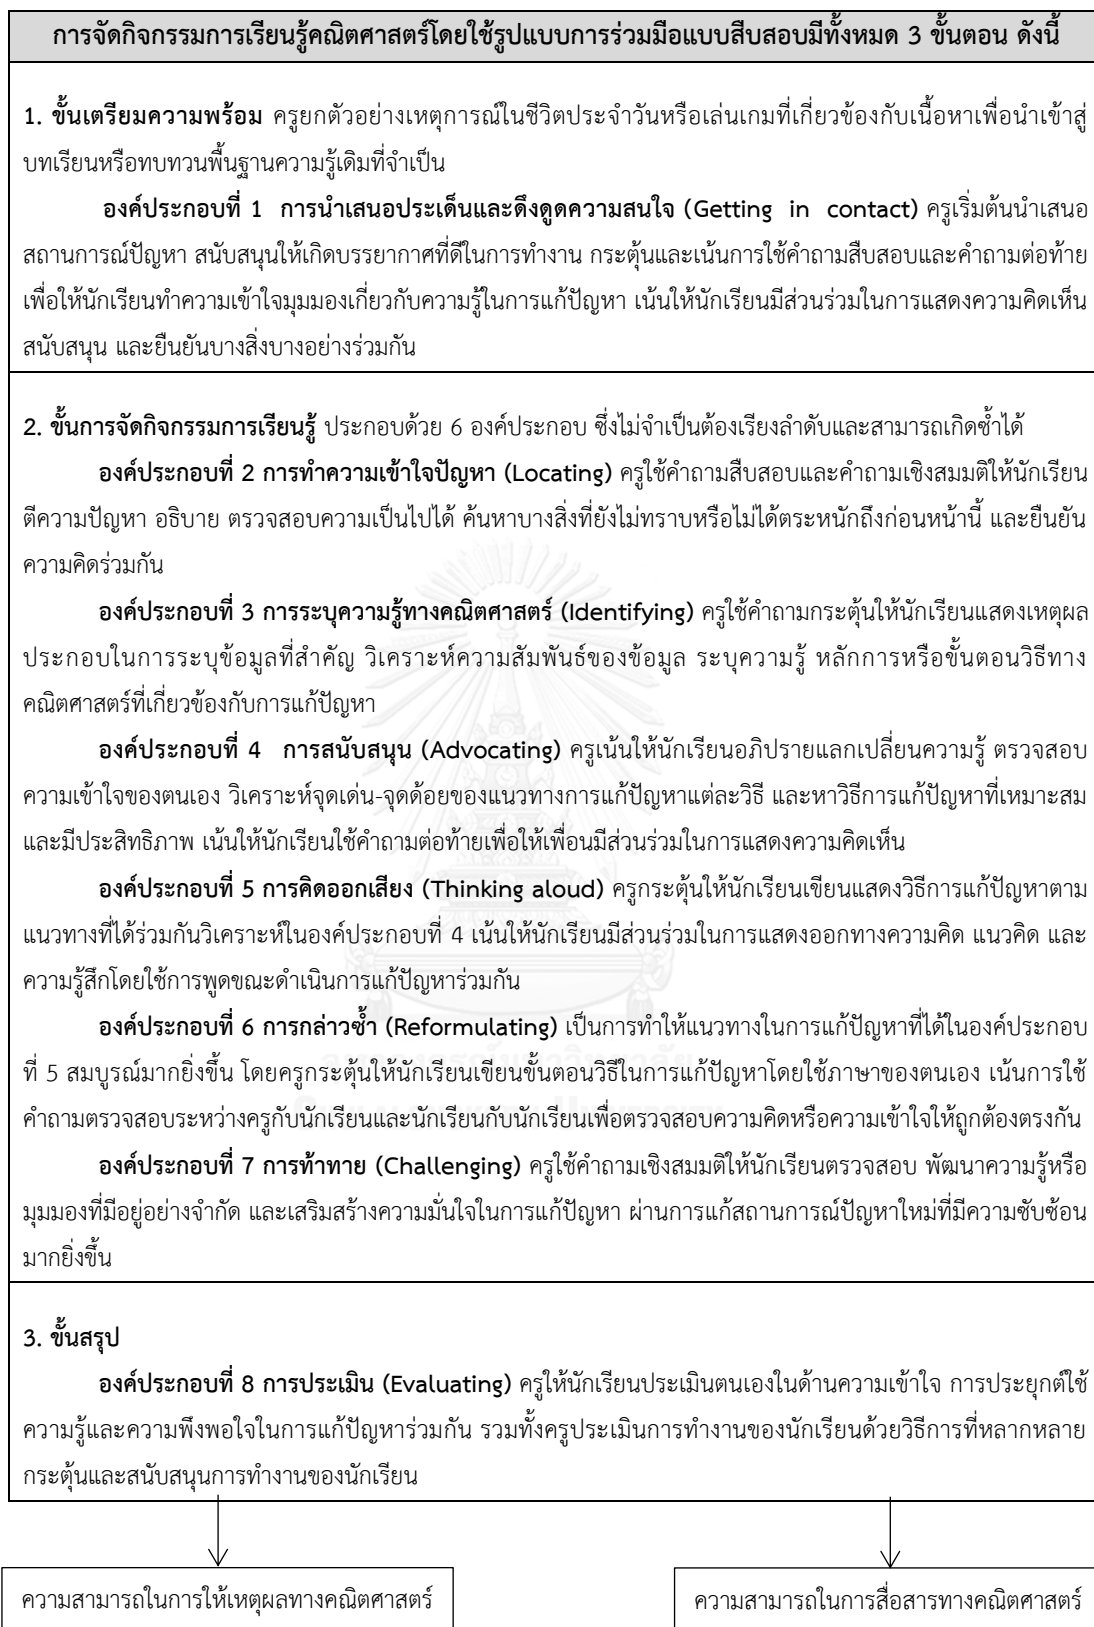 การจัดกิจกรรมการเรียนรู้คณิตศาสตร์โดยใช้รูปแบบการร่วมมือแบบสืบสอบมีทั้งหมด 3 ขั้นตอน ดังนี้
1. ขั้นเตรียมความพร้อม ครูยกตัวอย่างเหตุการณ์ในชีวิตประจำวันหรือเล่นเกมที่เกี่ยวข้องกับเนื้อหาเพื่อนำเข้าสู่
บทเรียนหรือทบทวนพื้นฐานความรู้เดิมที่จำเป็น
องค์ประกอบที่ 1 การนำเสนอประเด็นและดึงดูดความสนใจ (Getting in contact) ครูเริ่มต้นนำเสนอ
สถานการณ์ปัญหา สนับสนุนให้เกิดบรรยากาศที่ดีในการทำงาน กระตุ้นและเน้นการใช้คำถามสืบสอบและคำถามต่อท้าย
เพื่อให้นักเรียนทำความเข้าใจมุมมองเกี่ยวกับความรู้ในการแก้ปัญหา เน้นให้นักเรียนมีส่วนร่วมในการแสดงความคิดเห็น
สนับสนุน และยืนยันบางสิ่งบางอย่างร่วมกัน
2. ขั้นการจัดกิจกรรมการเรียนรู้ ประกอบด้วย 6 องค์ประกอบ ซึ่งไม่จำเป็นต้องเรียงลำดับและสามารถเกิดซ้ำได้
องค์ประกอบที่ 2 การทำความเข้าใจปัญหา (Locating) ครูใช้คำถามสืบสอบและคำถามเชิงสมมติให้นักเรียน
ตีความปัญหา อธิบาย ตรวจสอบความเป็นไปได้ ค้นหาบางสิ่งที่ยังไม่ทราบหรือไม่ได้ตระหนักถึงก่อนหน้านี้ และยืนยัน
ความคิดร่วมกัน
องค์ประกอบที่ 3 การระบุความรู้ทางคณิตศาสตร์ (Identifying) ครูใช้คำถามกระตุ้นให้นักเรียนแสดงเหตุผล
ประกอบในการระบุข้อมูลที่สำคัญ วิเคราะห์ความสัมพันธ์ของข้อมูล ระบุความรู้ หลักการหรือขั้นตอนวิธีทาง
คณิตศาสตร์ที่เกี่ยวข้องกับการแก้ปัญหา
องค์ประกอบที่ 4 การสนับสนุน (Advocating) ครูเน้นให้นักเรียนอภิปรายแลกเปลี่ยนความรู้ ตรวจสอบ
ความเข้าใจของตนเอง วิเคราะห์จุดเด่น-จุดด้อยของแนวทางการแก้ปัญหาแต่ละวิธี และหาวิธีการแก้ปัญหาที่เหมาะสม
และมีประสิทธิภาพ เน้นให้นักเรียนใช้คำถามต่อท้ายเพื่อให้เพื่อนมีส่วนร่วมในการแสดงความคิดเห็น
องค์ประกอบที่ 5 การคิดออกเสียง (Thinking aloud) ครูกระตุ้นให้นักเรียนเขียนแสดงวิธีการแก้ปัญหาตาม
แนวทางที่ได้ร่วมกันวิเคราะห์ในองค์ประกอบที่ 4 เน้นให้นักเรียนมีส่วนร่วมในการแสดงออกทางความคิด แนวคิด และ
ความรู้สึกโดยใช้การพูดขณะดำเนินการแก้ปัญหาร่วมกัน
องค์ประกอบที่ 6 การกล่าวซ้ำ (Reformulating) เป็นการทำให้แนวทางในการแก้ปัญหาที่ได้ในองค์ประกอบ
ที่ 5 สมบูรณ์มากยิ่งขึ้น โดยครูกระตุ้นให้นักเรียนเขียนขั้นตอนวิธีในการแก้ปัญหาโดยใช้ภาษาของตนเอง เน้นการใช้
คำถามตรวจสอบระหว่างครูกับนักเรียนและนักเรียนกับนักเรียนเพื่อตรวจสอบความคิดหรือความเข้าใจให้ถูกต้องตรงกัน
องค์ประกอบที่ 7 การท้าทาย (Challenging) ครูใช้คำถามเชิงสมมติให้นักเรียนตรวจสอบ พัฒนาความรู้หรือ
มุมมองที่มีอยู่อย่างจำกัด และเสริมสร้างความมั่นใจในการแก้ปัญหา ผ่านการแก้สถานการณ์ปัญหาใหม่ที่มีความซับซ้อน
มากยิ่งขึ้น
3. ขั้นสรุป
องค์ประกอบที่ 8 การประเมิน (Evaluating) ครูให้นักเรียนประเมินตนเองในด้านความเข้าใจ การประยุกต์ใช้
ความรู้และความพึงพอใจในการแก้ปัญหาร่วมกัน รวมทั้งครูประเมินการทำงานของนักเรียนด้วยวิธีการที่หลากหลาย
กระตุ้นและสนับสนุนการทำงานของนักเรียน
ความสามารถในการให้เหตุผลทางคณิตศาสตร์
ความสามารถในการสื่อสารทางคณิตศาสตร์